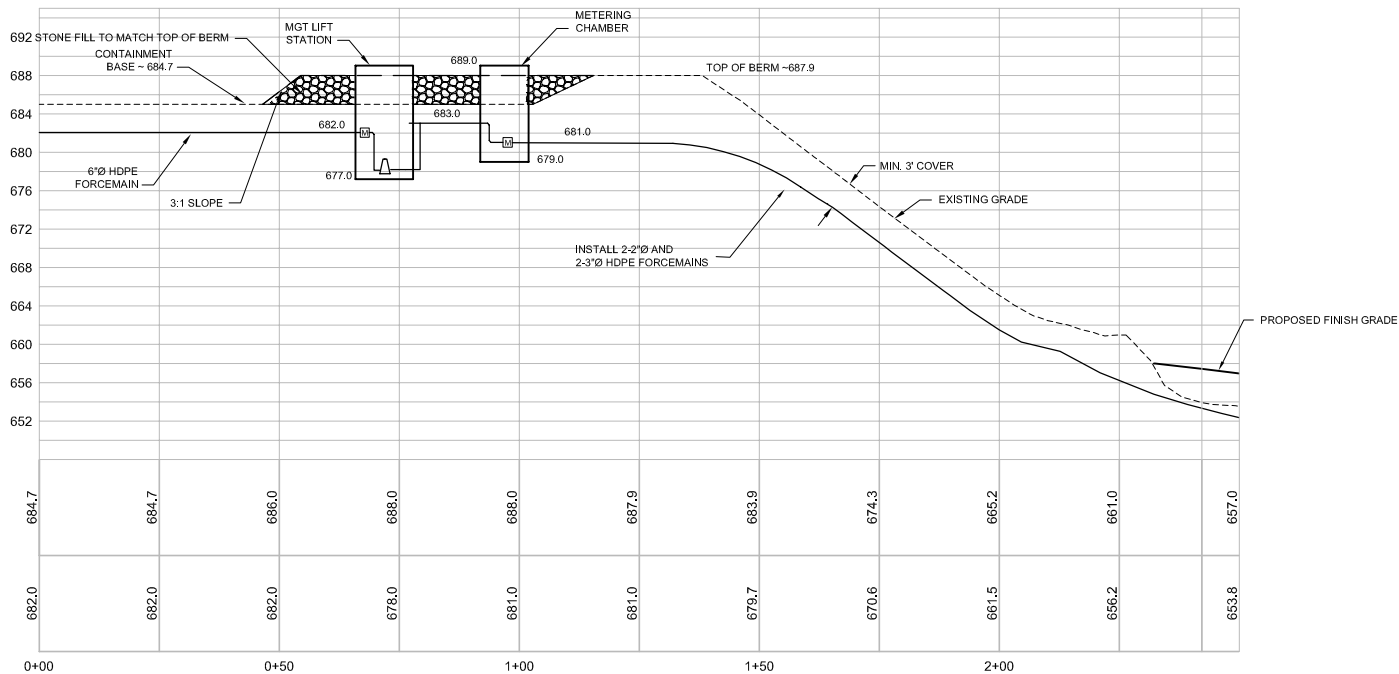 METERING
CHAMBER
MGT LIFT
STATION
692
STONE FILL TO MATCH TOP OF BERM
CONTAINMENT
BASE ~ 684.7
689.0
TOP OF BERM ~687.9
688
684
683.0
682.0
M
M
681.0
680
679.0
677.0
6"Ø HDPE
FORCEMAIN
MIN. 3' COVER
676
3:1 SLOPE
EXISTING GRADE
672
INSTALL 2-2"Ø AND
2-3"Ø HDPE FORCEMAINS
668
664
PROPOSED FINISH GRADE
660
656
652
684.7 684.7 686.0 688.0 688.0 687.9 683.9 674.3 665.2 661.0 657.0
682.0 682.0 682.0 678.0 681.0 681.0 679.7 670.6 661.5 656.2 653.8
0+00 0+50 1+00 1+50 2+00